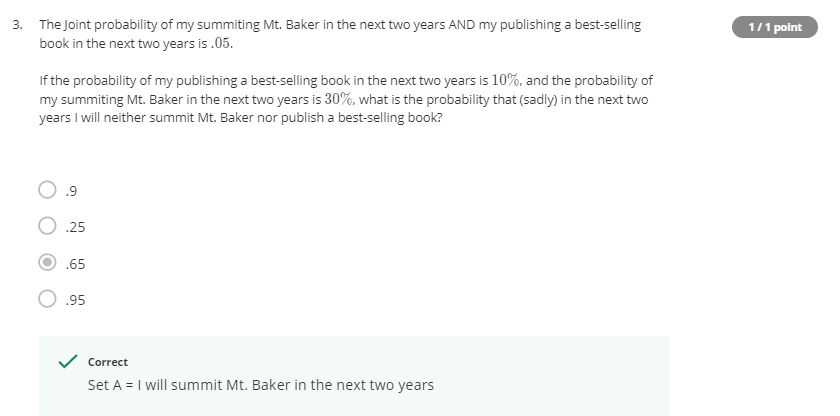 3. The Joint probability of my summiting Mt. Baker in the next two years AND my publishing a best-selling
book in the next two years is .05.
1 / 1 point
If the probability of my publishing a best-selling book in the next two years is 10%, and the probability of
my summiting Mt. Baker in the next two years is 30%, what is the probability that (sadly) in the next two
years I will neither summit Mt. Baker nor publish a best-selling book?
.9
.25
.65
.95
Correct
Set A = I will summit Mt. Baker in the next two years